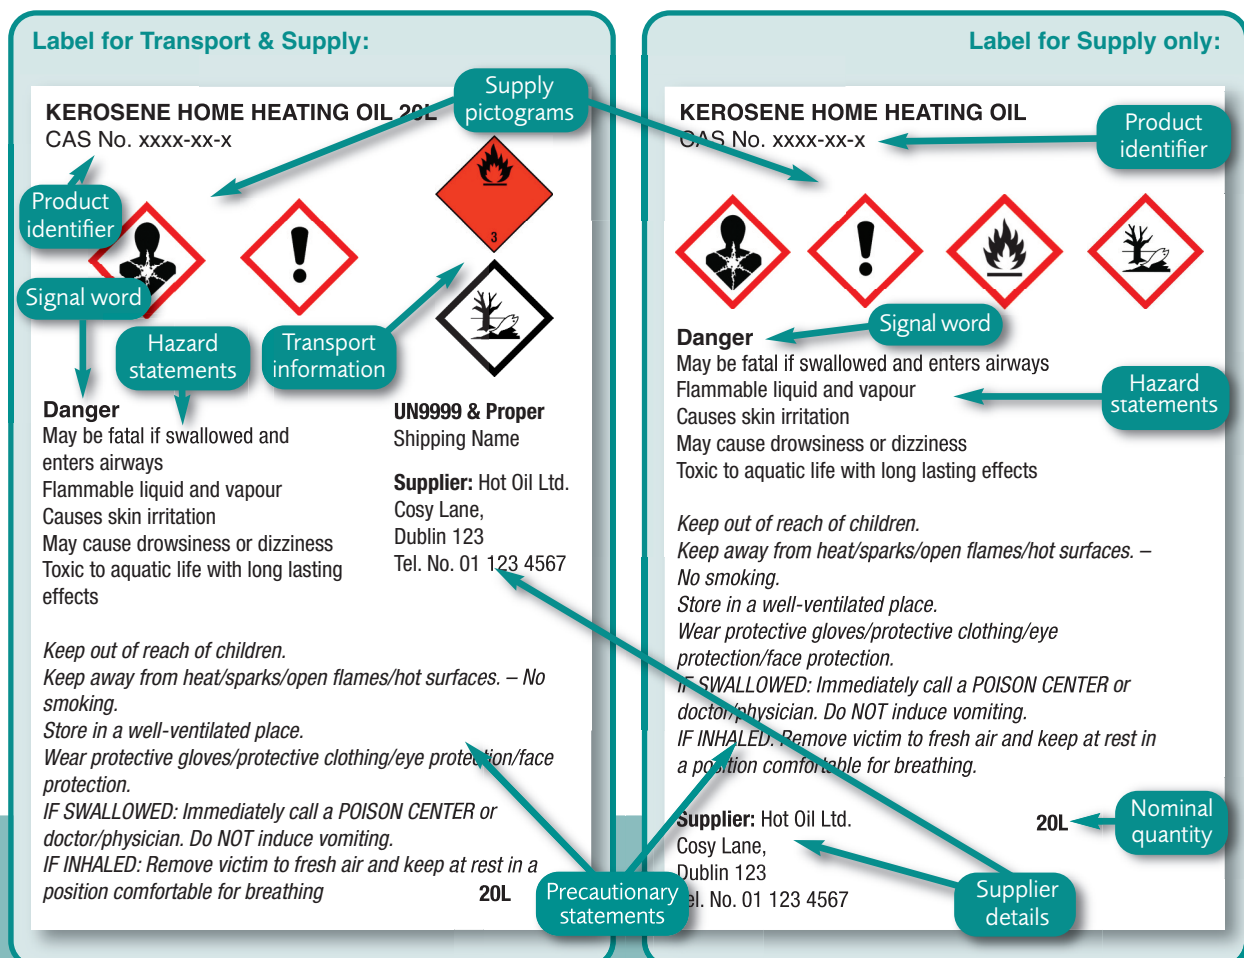 Label for Transport & Supply:
KEROSENE HOME HEATING OIL 20L
CAS No. xxxx-xx-x
Supply
pictograms
Product
identifier
3
Signal word
Hazard
statements
Transport
information
Danger
May be fatal if swallowed and
enters airways
Flammable liquid and vapour
Causes skin irritation
May cause drowsiness or dizziness
Toxic to aquatic life with long lasting
effects
UN9999 & Proper
Shipping Name
Supplier: Hot Oil Ltd.
Cosy Lane,
Dublin 123
Tel. No. 01 123 4567
Keep out of reach of children.
Keep away from heat/sparks/open flames/hot surfaces. – No
smoking.
Store in a well-ventilated place.
Wear protective gloves/protective clothing/eye protection/face
protection.
IF SWALLOWED: Immediately call a POISON CENTER or
doctor/physician. Do NOT induce vomiting.
IF INHALED: Remove victim to fresh air and keep at rest in a
position comfortable for breathing
20L
Precautionary
statements
Label for Supply only:
KEROSENE HOME HEATING OIL
CAS No. xxxx-xx-x
Product
identifier
Danger
Signal word
May be fatal if swallowed and enters airways
Flammable liquid and vapour
Causes skin irritation
May cause drowsiness or dizziness
Toxic to aquatic life with long lasting effects
Hazard
statements
Keep out of reach of children.
Keep away from heat/sparks/open flames/hot surfaces. –
No smoking.
Store in a well-ventilated place.
Wear protective gloves/protective clothing/eye
protection/face protection.
IF SWALLOWED: Immediately call a POISON CENTER or
doctor/physician. Do NOT induce vomiting.
IF INHALED: Remove victim to fresh air and keep at rest in
a position comfortable for breathing.
Supplier: Hot Oil Ltd.
Cosy Lane,
Dublin 123
Tel. No. 01 123 4567
20L
Nominal
quantity
Supplier
details